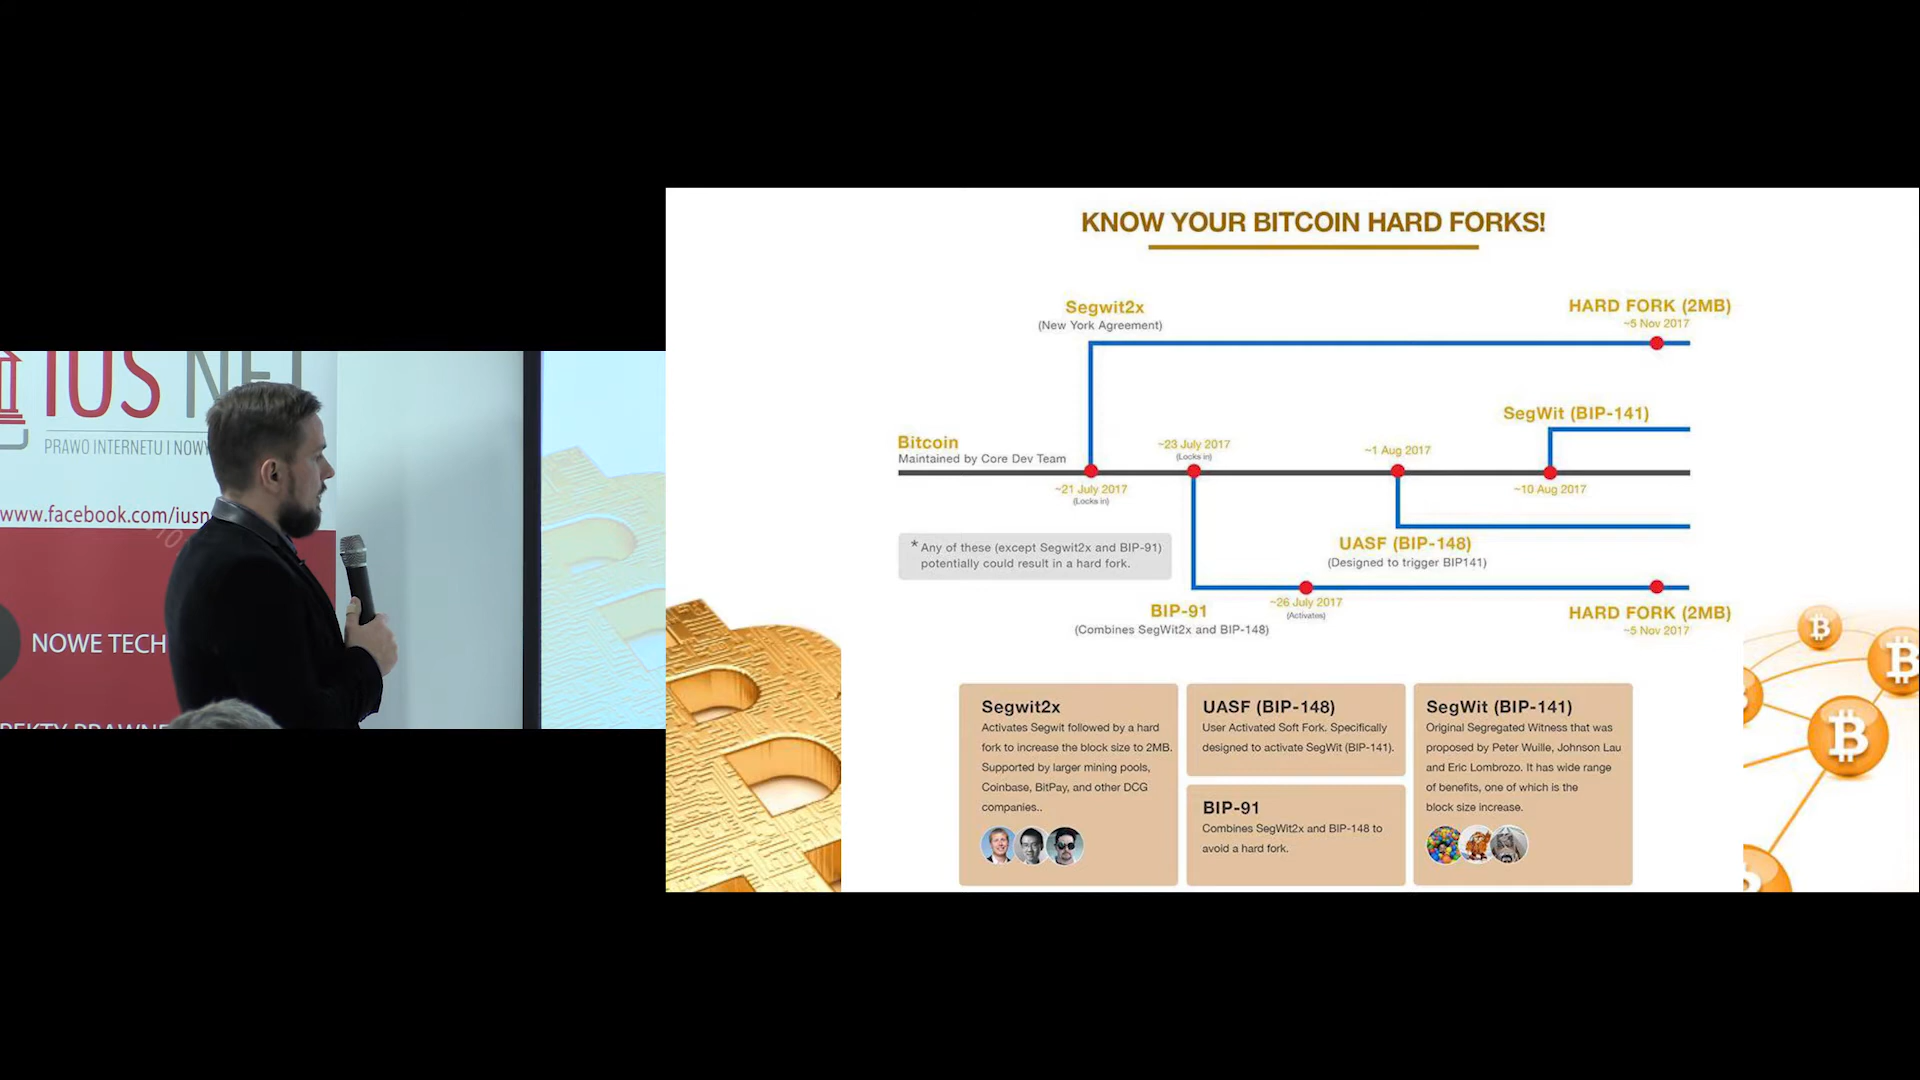 IUS NET
PRAWO INTERNETU I NOWY
www.facebook.com/iusn
NOWE TECH
KNOW YOUR BITCOIN HARD FORKS!
Segwit2x
(New York Agreement)
HARD FORK (2MB)
~5 Nov 2017
SegWit (BIP-141)
Bitcoin
Maintained by Core Dev Team
~23 July 2017
(Locks in)
~1 Aug 2017
~21 July 2017
(Locks in)
~10 Aug 2017
* Any of these (except Segwit2x and BIP-91)
potentially could result in a hard fork.
UASF (BIP-148)
(Designed to trigger BIP141)
BIP-91
(Combines SegWit2x and BIP-148)
~26 July 2017
(Activates)
HARD FORK (2MB)
~5 Nov 2017
Segwit2x
Activates Segwit followed by a hard
fork to increase the block size to 2MB.
Supported by larger mining pools,
Coinbase, BitPay, and other DCG
companies..
UASF (BIP-148)
User Activated Soft Fork. Specifically
designed to activate SegWit (BIP-141).
BIP-91
Combines SegWit2x and BIP-148 to
avoid a hard fork.
SegWit (BIP-141)
Original Segregated Witness that was
proposed by Peter Wuille, Johnson Lau
and Eric Lombrozo. It has wide range
of benefits, one of which is the
block size increase.